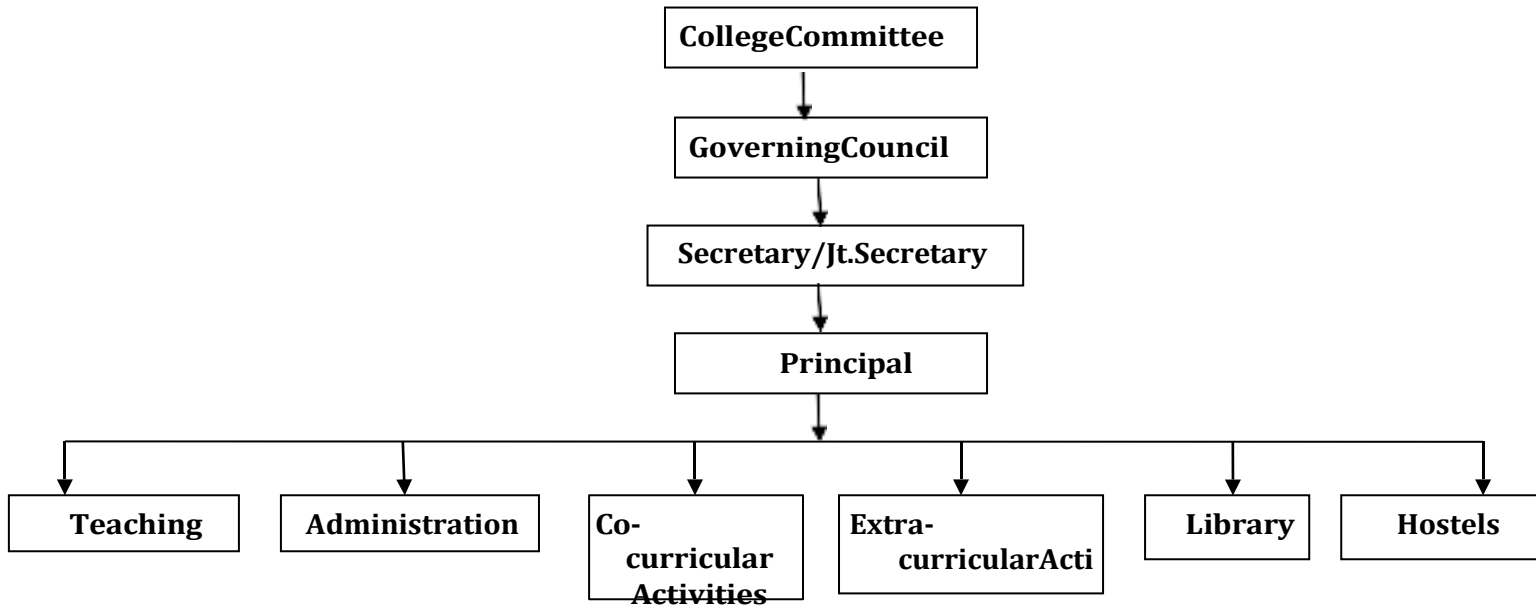 CollegeCommittee
GoverningCouncil
Secretary/Jt.Secretary
Principal
Teaching
Administration
Co-
curricular
Activities
Extra-
curricularActi
Library
Hostels